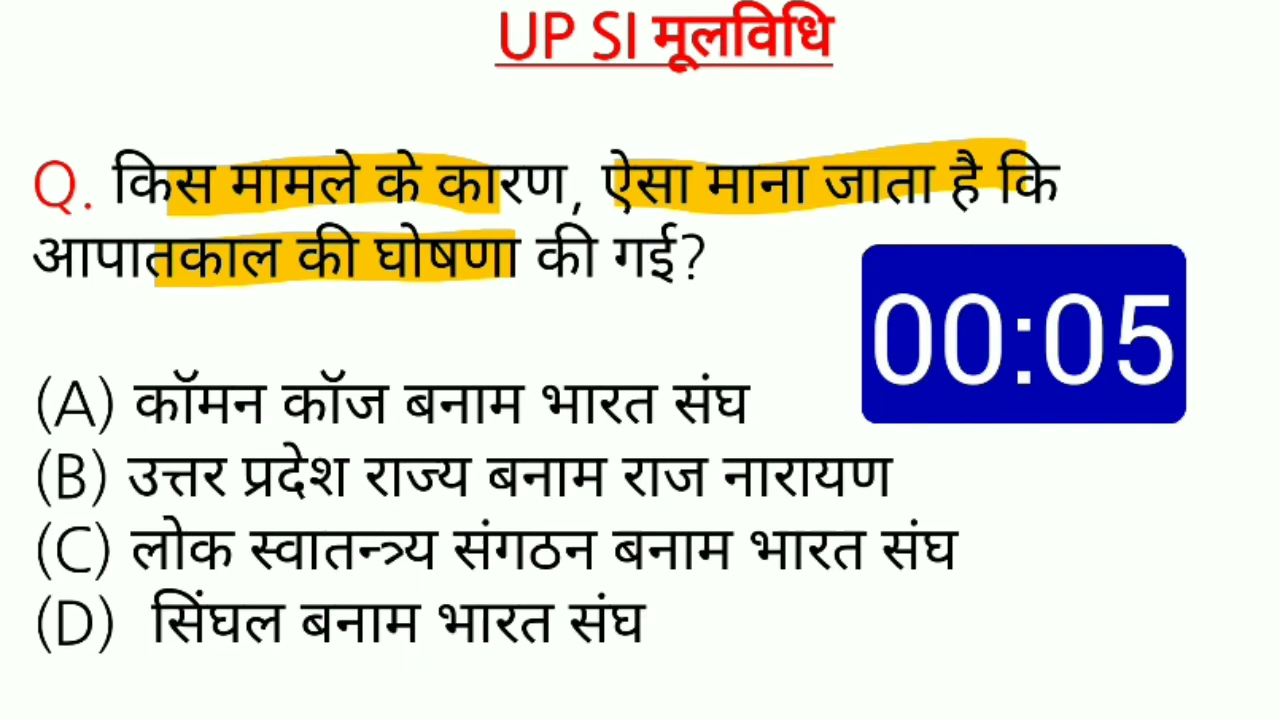 UP SI मूलविधि
Q. किस मामले के कारण, ऐसा माना जाता है कि
आपातकाल की घोषणा की गई?
00:05
(A) कॉमन कॉज बनाम भारत संघ
(B) उत्तर प्रदेश राज्य बनाम राज नारायण
(C) लोक स्वातन्त्र्य संगठन बनाम भारत संघ
(D) सिंघल बनाम भारत संघ